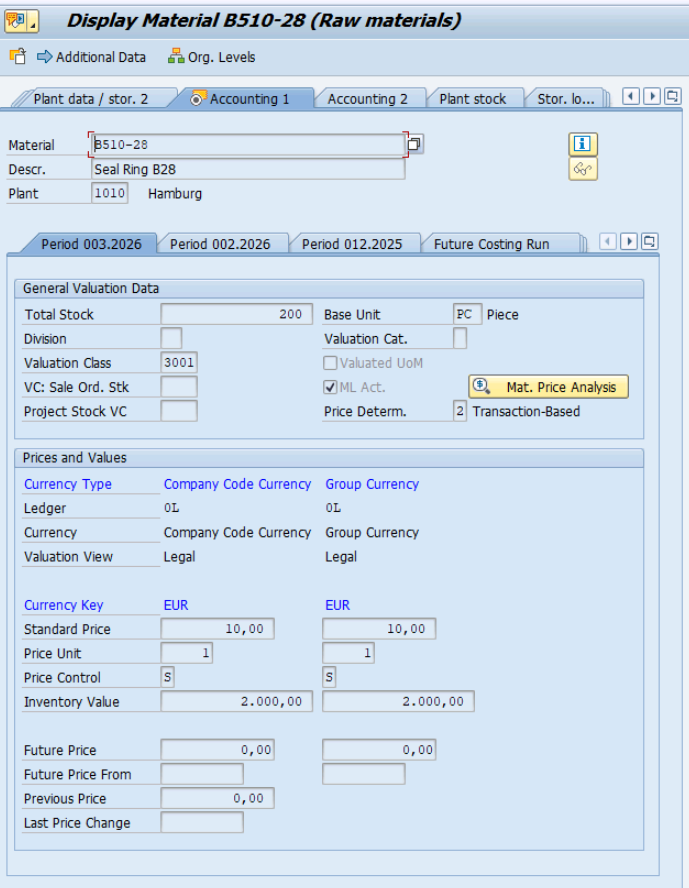 Display Material B510-28 (Raw materials)
Additional Data Org. Levels
Plant data / stor. 2 Accounting 1 Accounting 2 Plant stock Stor. lo...
Material B510-28
Descr. Seal Ring B28
Plant 1010 Hamburg
Period 003.2026 Period 002.2026 Period 012.2025 Future Costing Run
General Valuation Data
Total Stock 200 Base Unit PC Piece
Division Valuation Cat.
Valuation Class 3001 Valuated UoM
VC: Sale Ord. Stk ML Act. Mat. Price Analysis
Project Stock VC Price Determ. 2 Transaction-Based
Prices and Values
Currency Type Company Code Currency Group Currency
Ledger 0L 0L
Currency Company Code Currency Group Currency
Valuation View Legal Legal
Currency Key EUR EUR
Standard Price 10,00 10,00
Price Unit 1 1
Price Control S S
Inventory Value 2.000,00 2.000,00
Future Price 0,00 0,00
Future Price From
Previous Price 0,00
Last Price Change